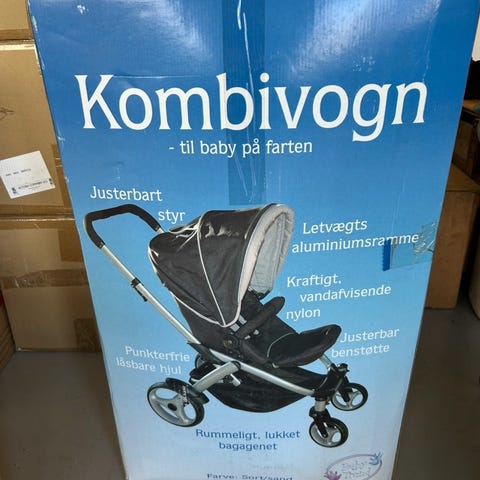 Kombivogn
- til baby på farten
Justerbart
styr
Letvægts
aluminiumsramme
Kraftigt,
vandafvisende
nylon
Justerbar
benstøtte
Punkterfrie
låsbare hjul
Rummeligt, lukket
bagagenet
Farve: Sort/sand
Baby